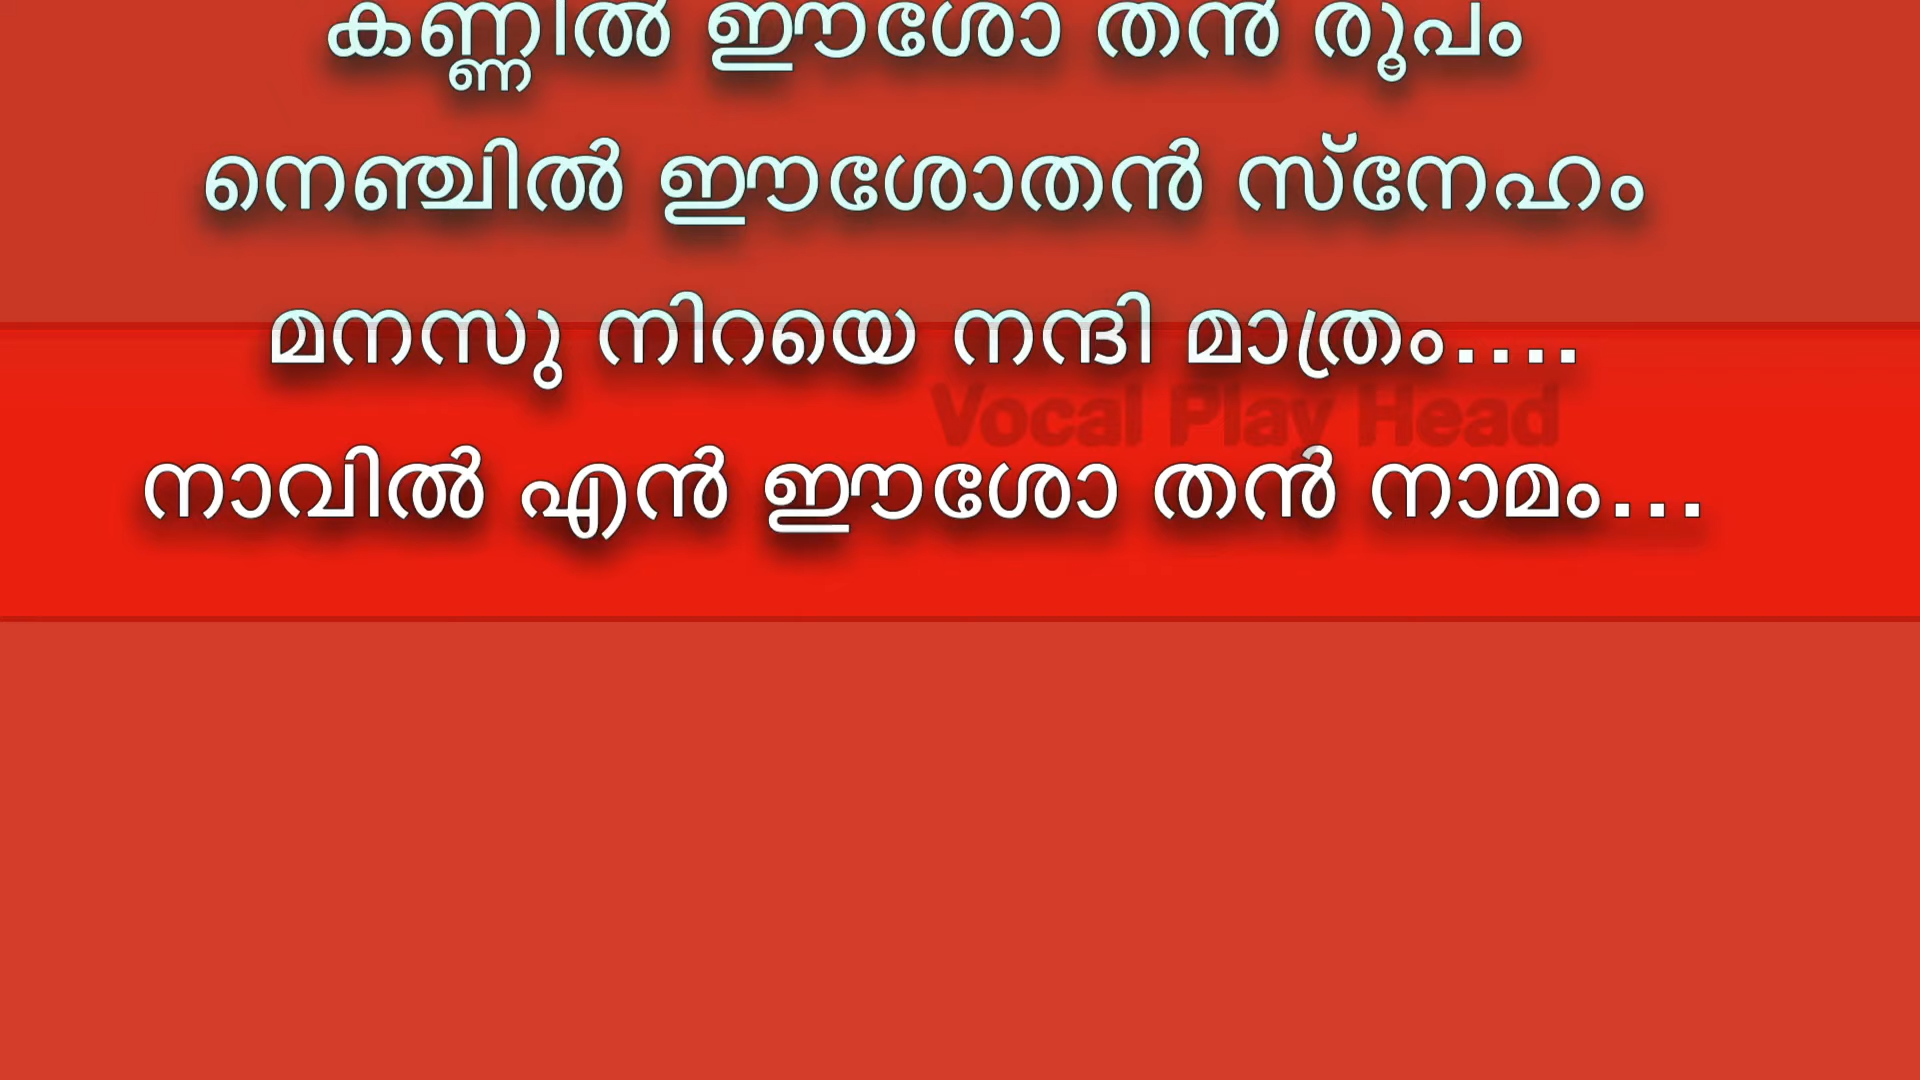 കണ്ണിൽ ഈശോ തൻ രൂപം
നെഞ്ചിൽ ഈശോതൻ സ്നേഹം
മനസു നിറയെ നന്ദി മാത്രം....
Vocal Play Head
നാവിൽ എൻ ഈശോ തൻ നാമം...